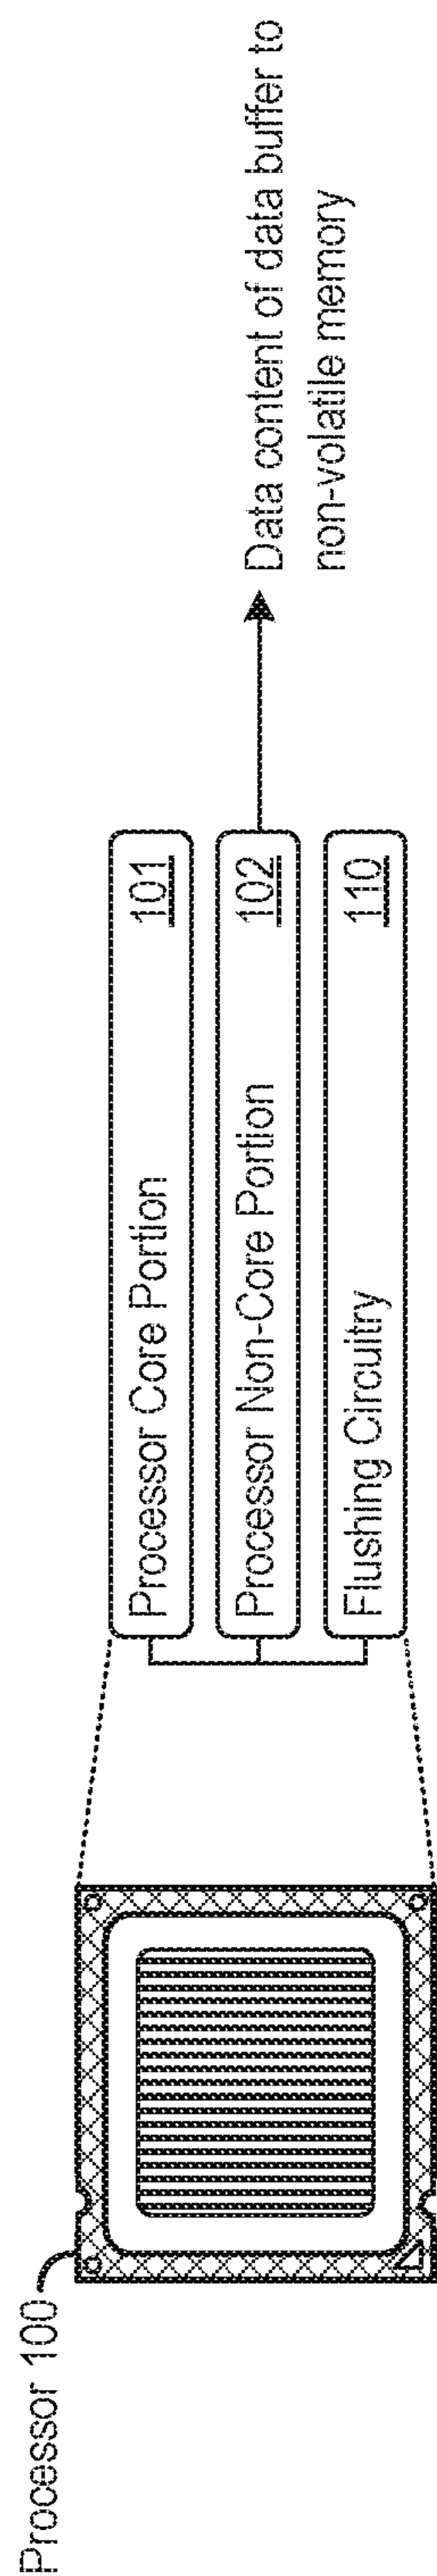 Processor 100
Processor Core Portion 101
Processor Non-Core Portion 102
Flushing Circuitry 110
Data content of data buffer to
non-volatile memory